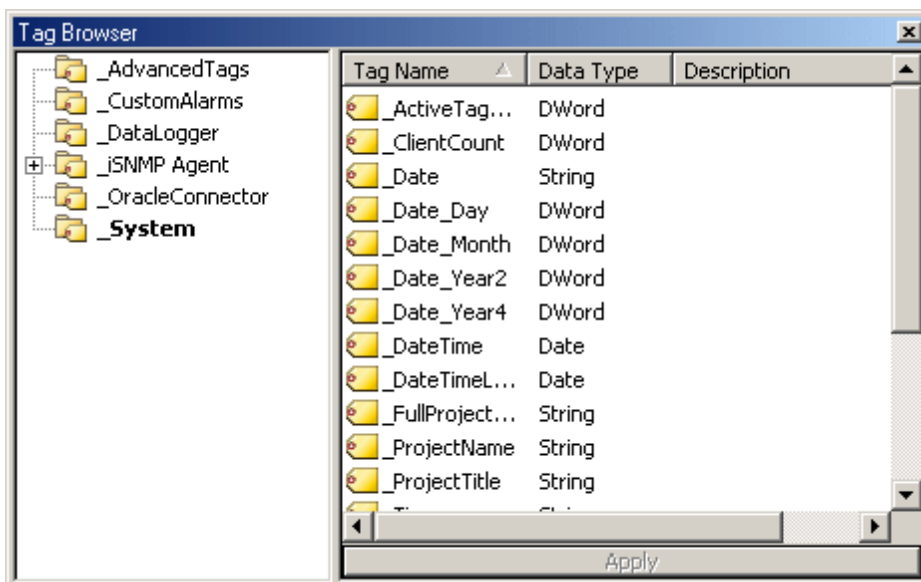 Tag Browser
_AdvancedTags
_CustomAlarms
_DataLogger
_iSNMP Agent
_OracleConnector
_System
Tag Name Data Type Description
_ActiveTag... DWord
_ClientCount DWord
_Date String
_Date_Day DWord
_Date_Month DWord
_Date_Year2 DWord
_Date_Year4 DWord
_DateTime Date
_DateTimeL... Date
_FullProject... String
_ProjectName String
_ProjectTitle String
Apply